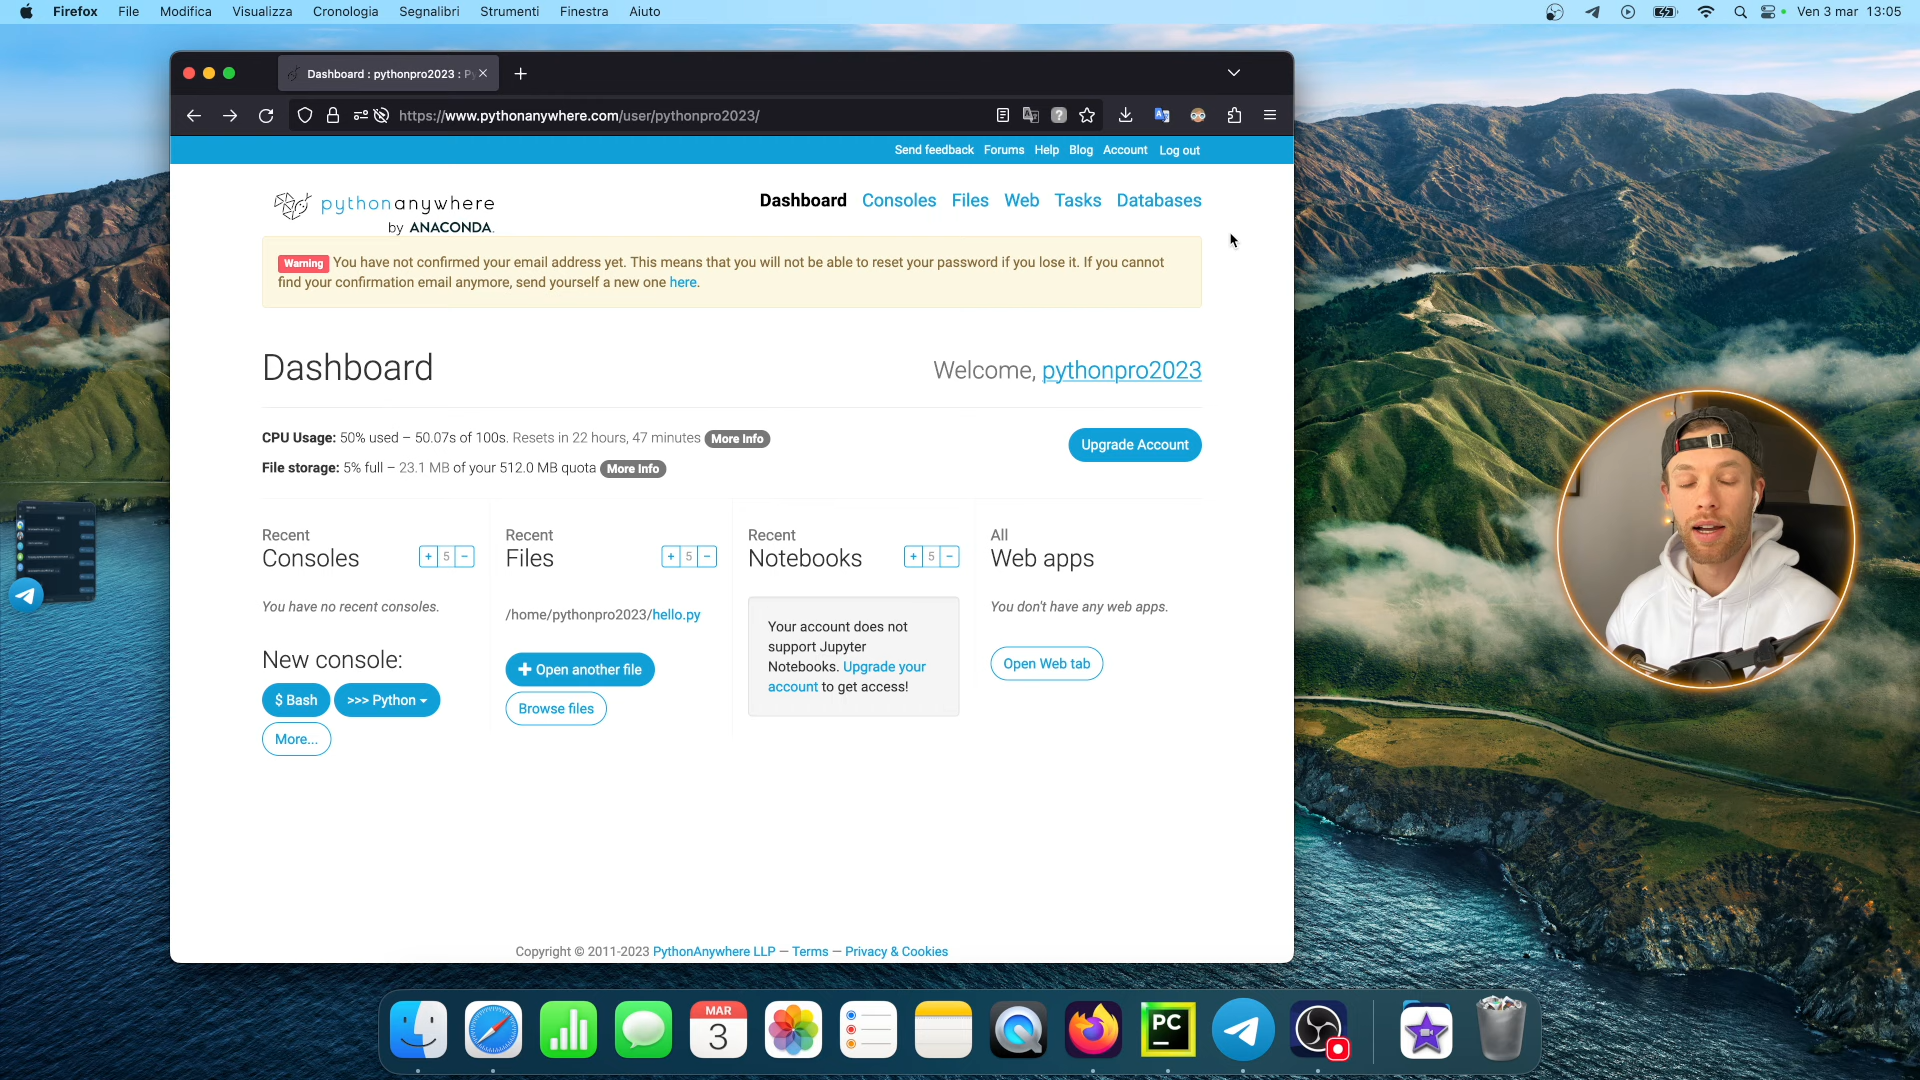 Firefox File Modifica Visualizza Cronologia Segnalibri Strumenti Finestra Aiuto Ven 3 mar 13:05
Dashboard : pythonpro2023 : Py
https://www.pythonanywhere.com/user/pythonpro2023/
Send feedback Forums Help Blog Account Log out
pythonanywhere
by ANACONDA.
Dashboard Consoles Files Web Tasks Databases
Warning You have not confirmed your email address yet. This means that you will not be able to reset your password if you lose it. If you cannot
find your confirmation email anymore, send yourself a new one here.
Dashboard
Welcome, pythonpro2023
CPU Usage: 50% used – 50.07s of 100s. Resets in 22 hours, 47 minutes More Info
Upgrade Account
File storage: 5% full – 23.1 MB of your 512.0 MB quota More Info
Recent
Consoles
+ 5 −
You have no recent consoles.
New console:
$ Bash
>>> Python
More...
Recent
Files
+ 5 −
/home/pythonpro2023/hello.py
+ Open another file
Browse files
Recent
Notebooks
+ 5 −
Your account does not
support Jupyter
Notebooks. Upgrade your
account to get access!
All
Web apps
You don't have any web apps.
Open Web tab
Copyright © 2011-2023 PythonAnywhere LLP — Terms — Privacy & Cookies
MAR
3
PC